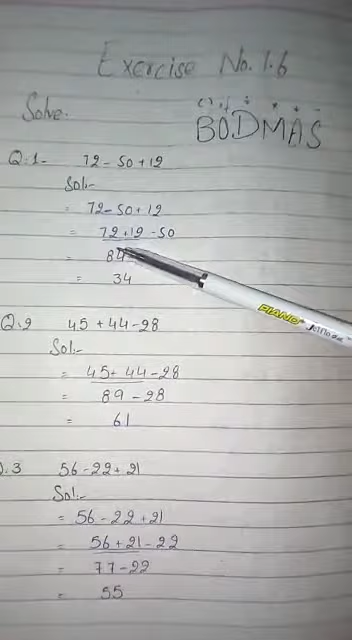 Exercise No. 1.6
Solve:
BODMAS
Q.1- 72-50+12
Sol:-
= 72-50+12
= 72+12-50
= 84
= 34
Q.2 45+44-28
Sol:-
= 45+44-28
= 89-28
= 61
Q.3 56-22+21
Sol:-
= 56-22+21
= 56+21-22
= 77-22
= 55
PIANO